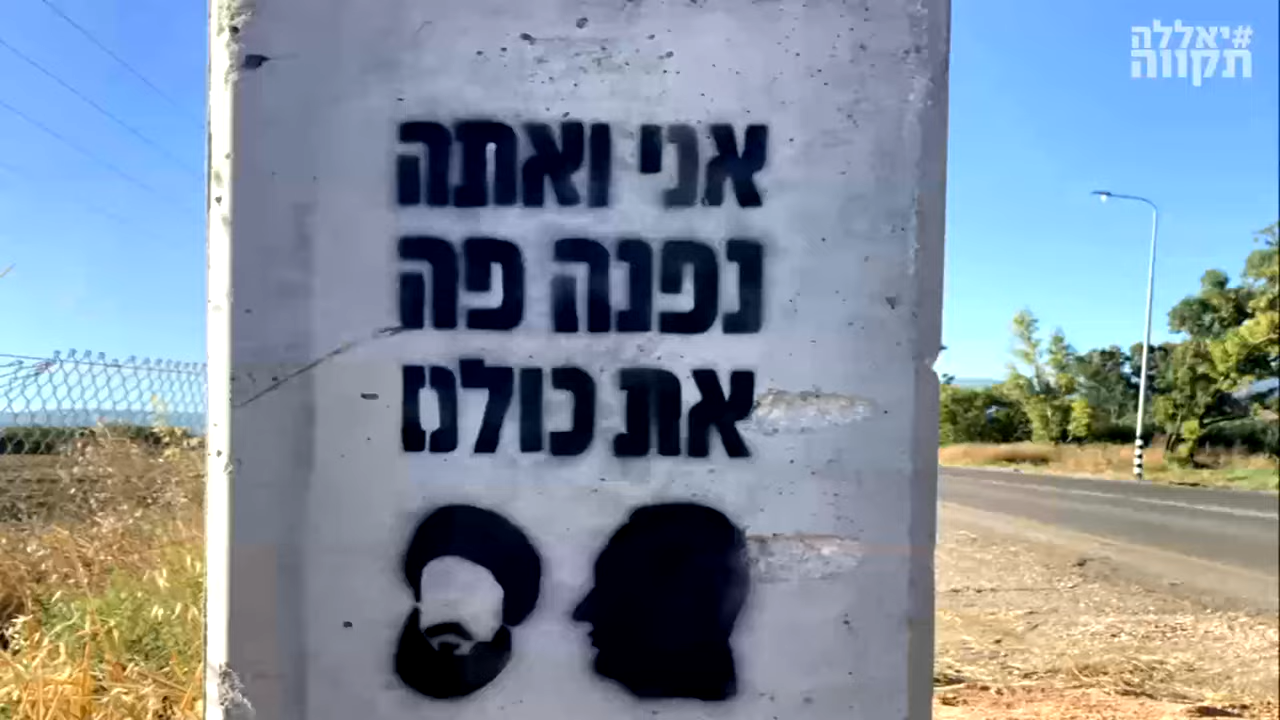 #יאללה
תקווה
אני ואתה
נפנה פה
את כולם